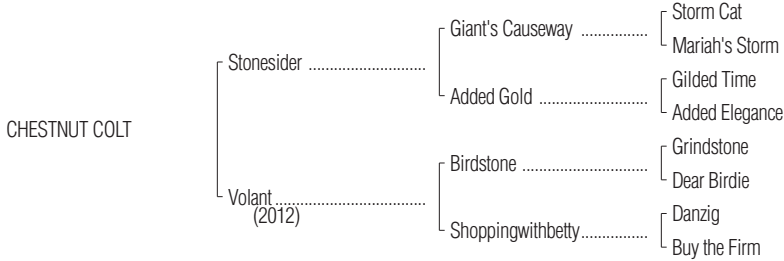 Storm Cat
Giant's Causeway ................
Mariah's Storm
Stonesider ............................
Gilded Time
Added Gold ..........................
Added Elegance
CHESTNUT COLT
Grindstone
Birdstone ..............................
Dear Birdie
Volant ....................................
(2012)
Danzig
Shoppingwithbetty ................
Buy the Firm